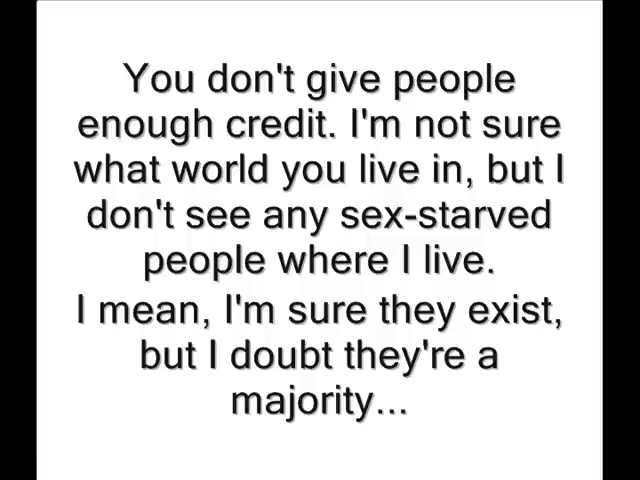 You don't give people
enough credit. I'm not sure
what world you live in, but I
don't see any sex-starved
people where I live.
I mean, I'm sure they exist,
but I doubt they're a
majority...